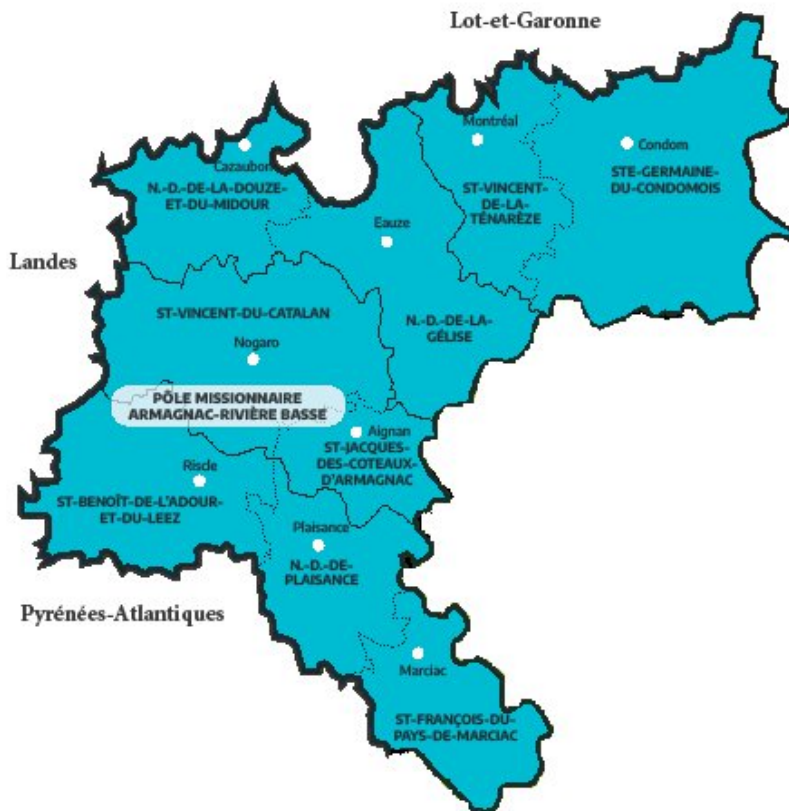 Lot-et-Garonne
Montréal
Condom
Cazaubon
N.-D.-DE-LA-DOUZE-
ET-DU-MIDOUR
ST-VINCENT-
DE-LA-
TÉNARÈZE
STE-GERMAINE-
DU-CONDOMOIS
Eauze
Landes
ST-VINCENT-DU-CATALAN
N.-D.-DE-LA-
GÉLISE
Nogaro
PÔLE MISSIONNAIRE
ARMAGNAC-RIVIÈRE BASSE
Aignan
ST-JACQUES-
DES-COTEAUX-
D'ARMAGNAC
Riscle
ST-BENOÎT-DE-L'ADOUR-
ET-DU-LEEZ
Plaisance
N.-D.-DE-
PLAISANCE
Pyrénées-Atlantiques
Marciac
ST-FRANÇOIS-DU-
PAYS-DE-MARCIAC